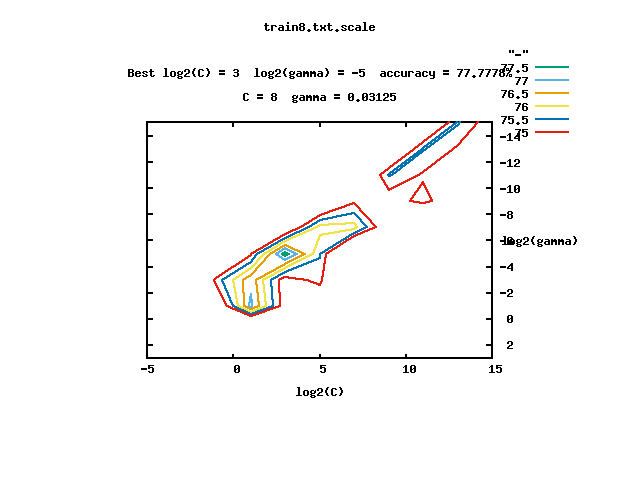 train8.txt.scale
"-"
Best log2(C) = 3  log2(gamma) = -5  accuracy = 77.7778%
77.5
77
76.5
C = 8  gamma = 0.03125
76
75.5
75
-14
-12
-10
-8
-6
log2(gamma)
-4
-2
0
2
-5 0 5 10 15
log2(C)